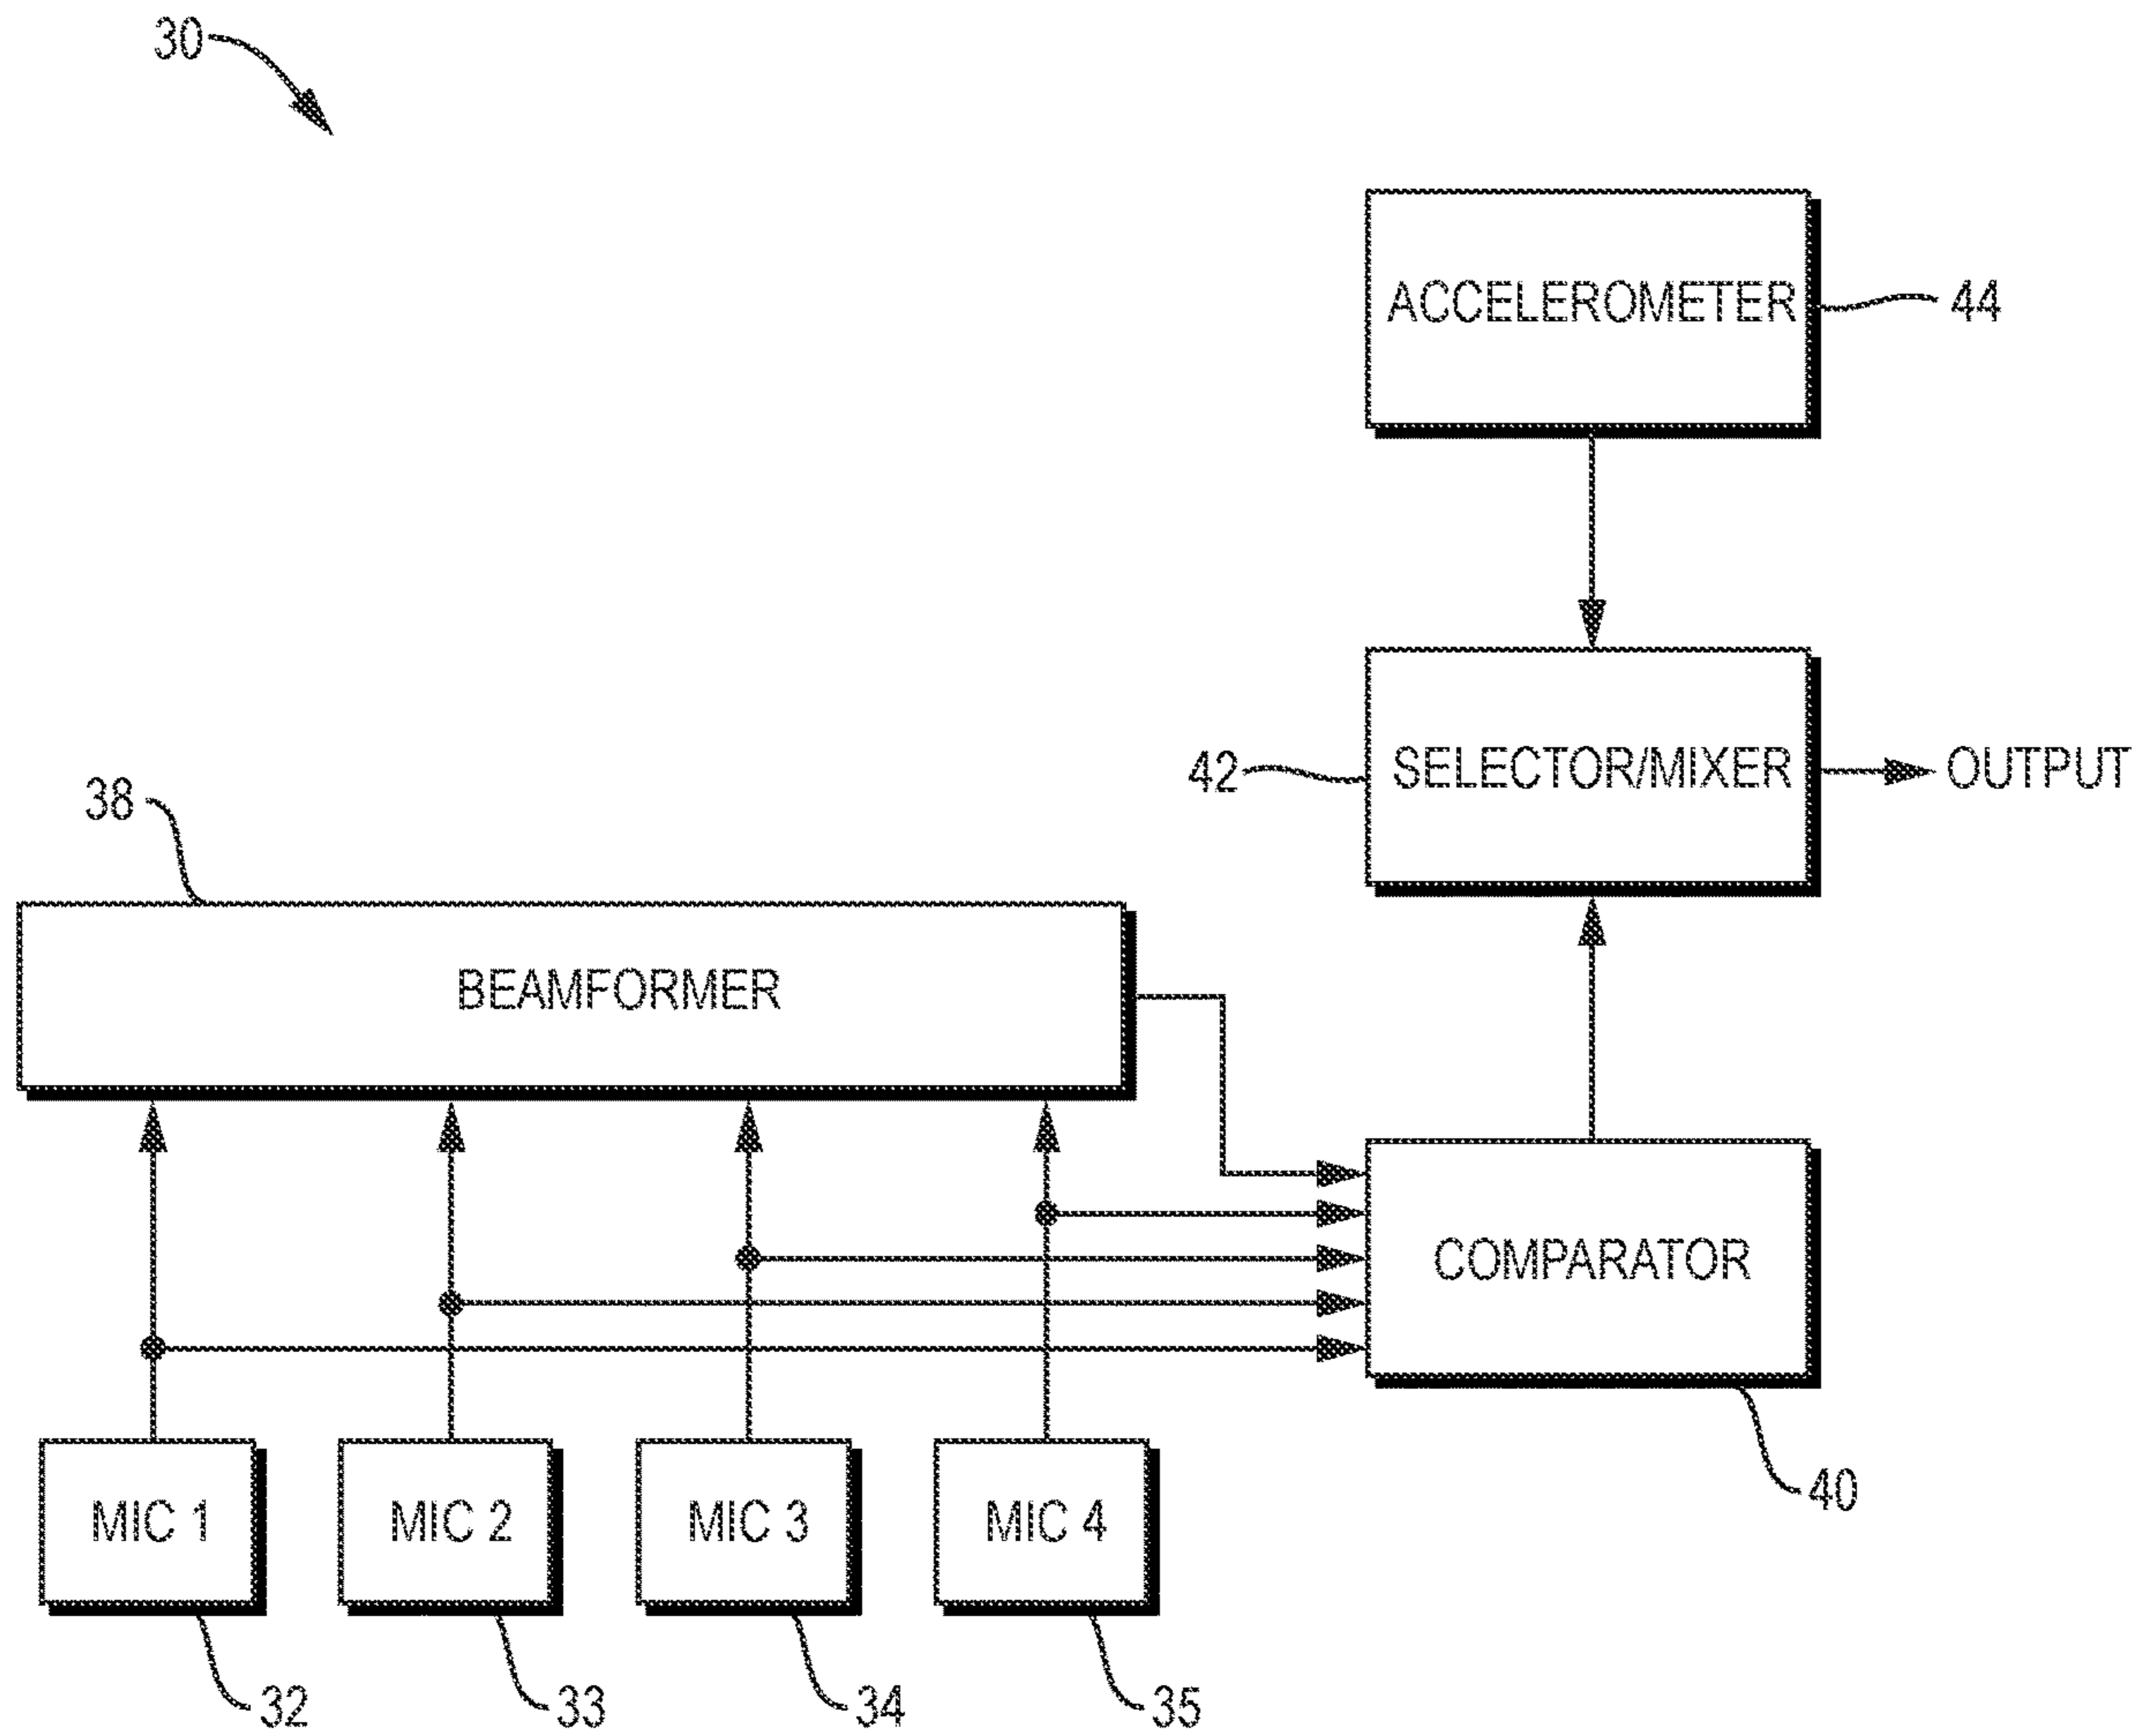 30
ACCELEROMETER
44
42
SELECTOR/MIXER
OUTPUT
38
BEAMFORMER
COMPARATOR
40
MIC 1
MIC 2
MIC 3
MIC 4
32
33
34
35